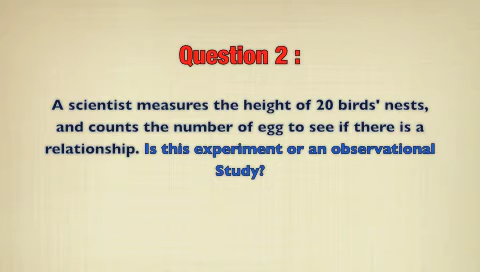 Question 2 :
A scientist measures the height of 20 birds' nests,
and counts the number of egg to see if there is a
relationship. Is this experiment or an observational
Study?